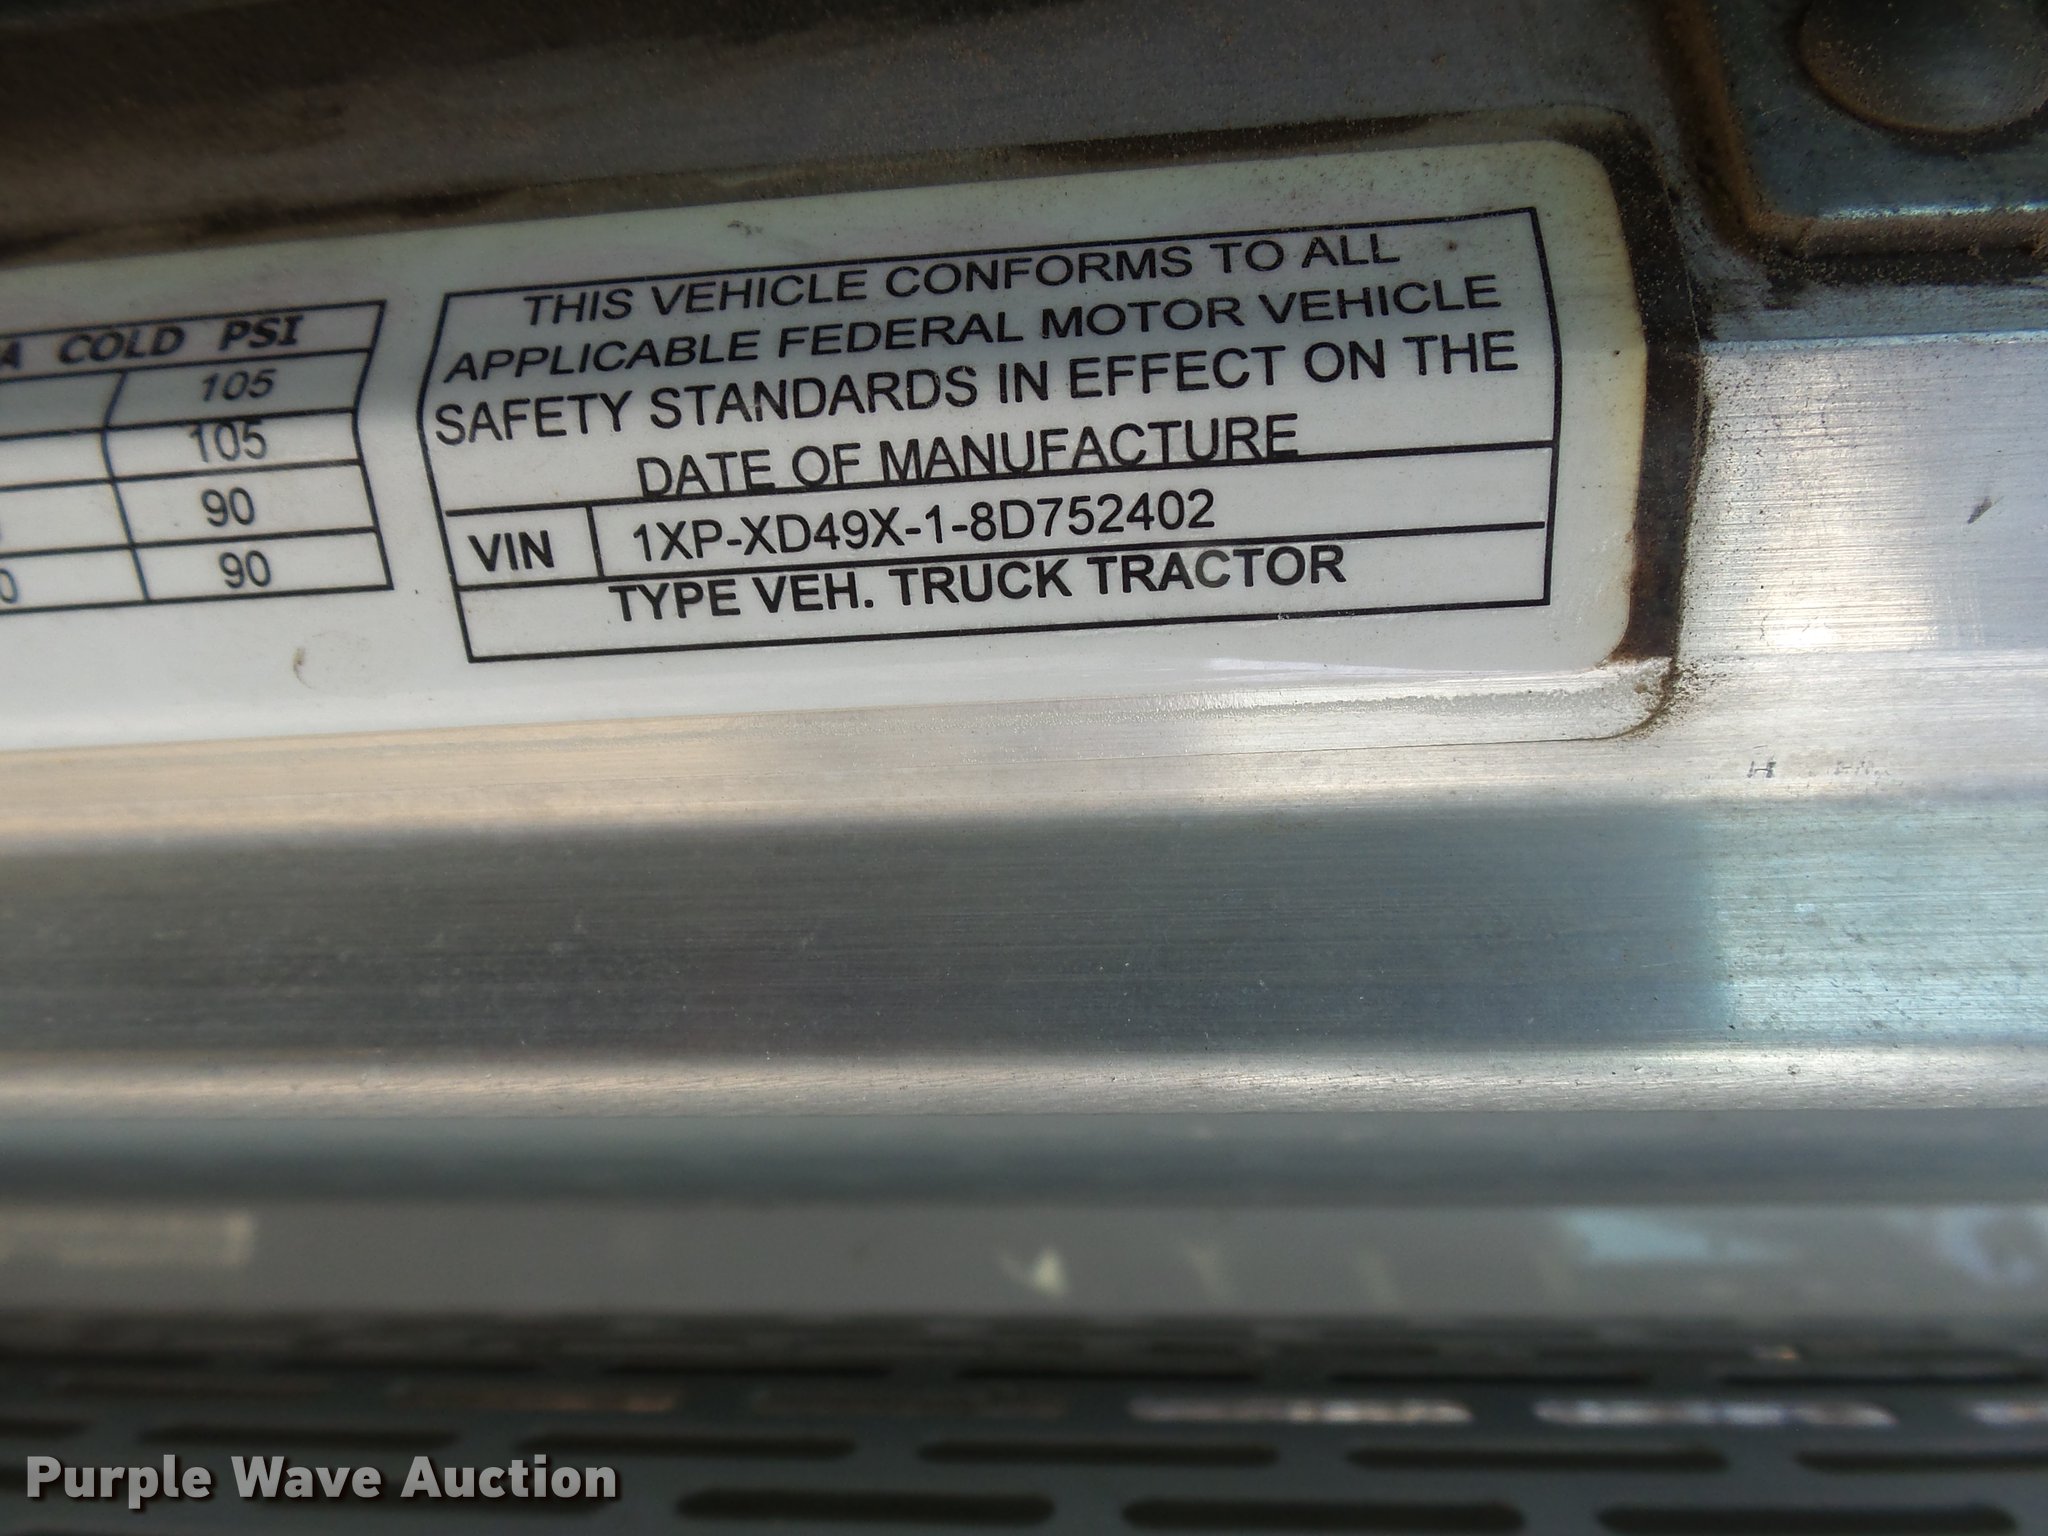 COLD PSI
105
105
90
90
THIS VEHICLE CONFORMS TO ALL
APPLICABLE FEDERAL MOTOR VEHICLE
SAFETY STANDARDS IN EFFECT ON THE
DATE OF MANUFACTURE
VIN 1XP-XD49X-1-8D752402
TYPE VEH. TRUCK TRACTOR
Purple Wave Auction